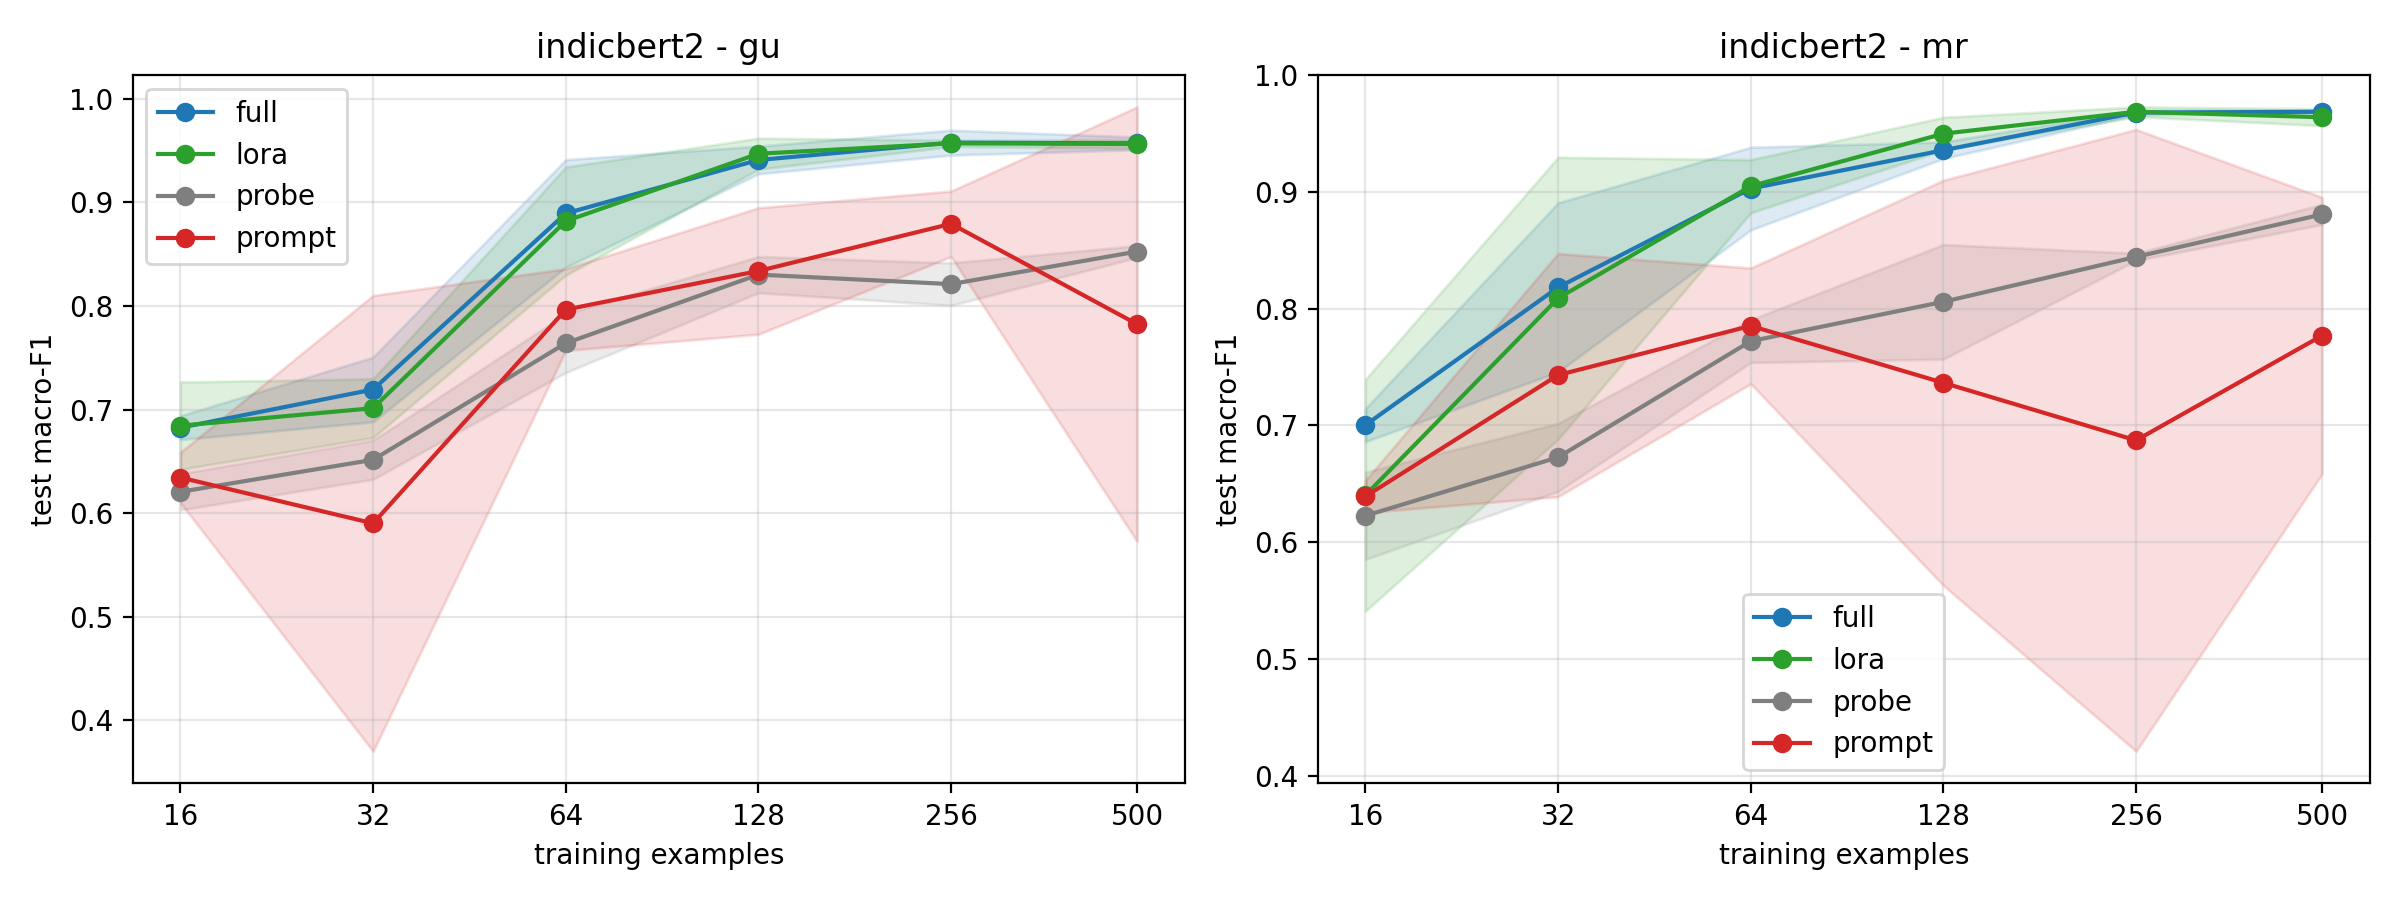 indicbert2 - gu
test macro-F1
1.0
0.9
0.8
0.7
0.6
0.5
0.4
full
lora
probe
prompt
16 32 64 128 256 500
training examples
indicbert2 - mr
test macro-F1
1.0
0.9
0.8
0.7
0.6
0.5
0.4
full
lora
probe
prompt
16 32 64 128 256 500
training examples